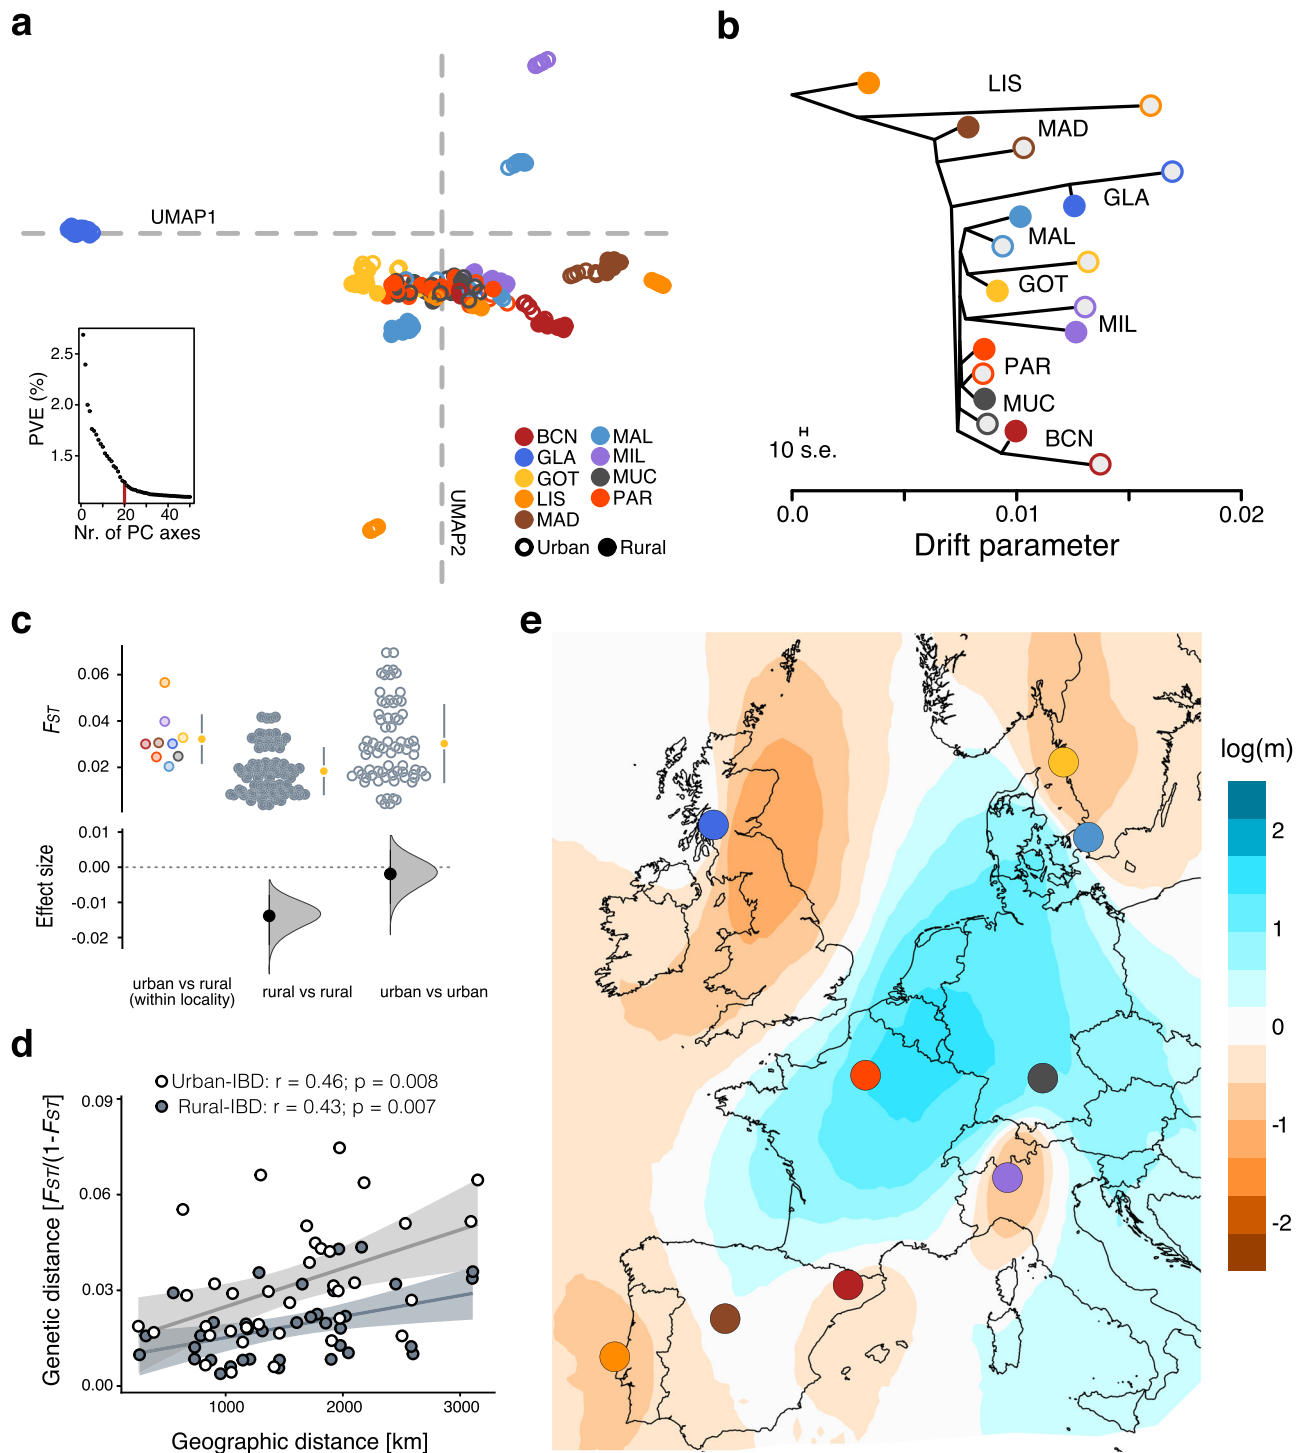 a
UMAP1
UMAP2
PVE (%)
2.5
2.0
1.5
0 20 40
Nr. of PC axes
BCN MAL
GLA MIL
GOT MUC
LIS PAR
MAD
Urban Rural
b
LIS
MAD
GLA
MAL
GOT
MIL
PAR
MUC
BCN
H
10 s.e.
0.0 0.01 0.02
Drift parameter
c
FST
0.06
0.04
0.02
Effect size
0.01
0.00
-0.01
-0.02
urban vs rural
(within locality)
rural vs rural
urban vs urban
d
Urban-IBD: r = 0.46; p = 0.008
Rural-IBD: r = 0.43; p = 0.007
Genetic distance [FST/(1-FST]
0.09
0.06
0.03
0.00
1000 2000 3000
Geographic distance [km]
e
log(m)
2
1
0
-1
-2